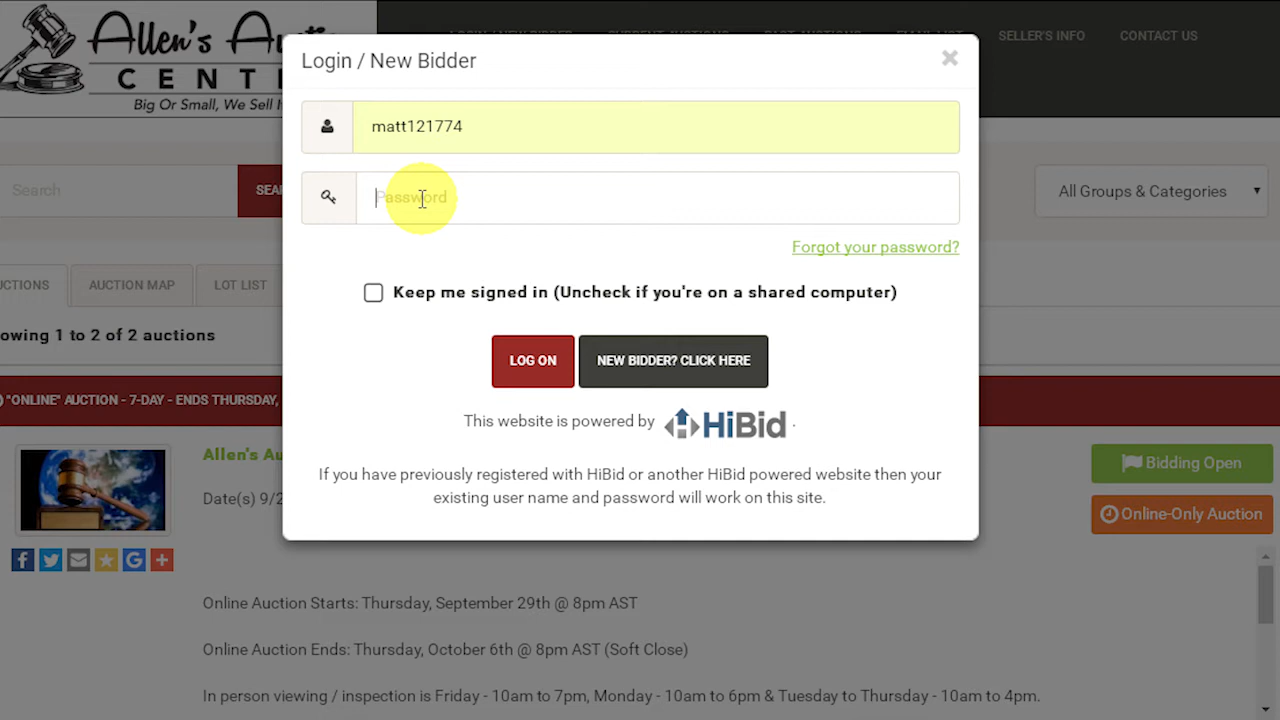 Allen's Auctio
CENT
Big Or Small, We Sell I
SELLER'S INFO
CONTACT US
Login / New Bidder
matt121774
Password
Search
SEA
All Groups & Categories
Forgot your password?
CTIONS
AUCTION MAP
LOT LIST
Keep me signed in (Uncheck if you're on a shared computer)
owing 1 to 2 of 2 auctions
LOG ON
NEW BIDDER? CLICK HERE
"ONLINE" AUCTION - 7-DAY - ENDS THURSDAY,
This website is powered by HiBid.
Allen's Au
Bidding Open
If you have previously registered with HiBid or another HiBid powered website then your
existing user name and password will work on this site.
Date(s) 9/2
Online-Only Auction
Online Auction Starts: Thursday, September 29th @ 8pm AST
Online Auction Ends: Thursday, October 6th @ 8pm AST (Soft Close)
In person viewing / inspection is Friday - 10am to 7pm, Monday - 10am to 6pm & Tuesday to Thursday - 10am to 4pm.